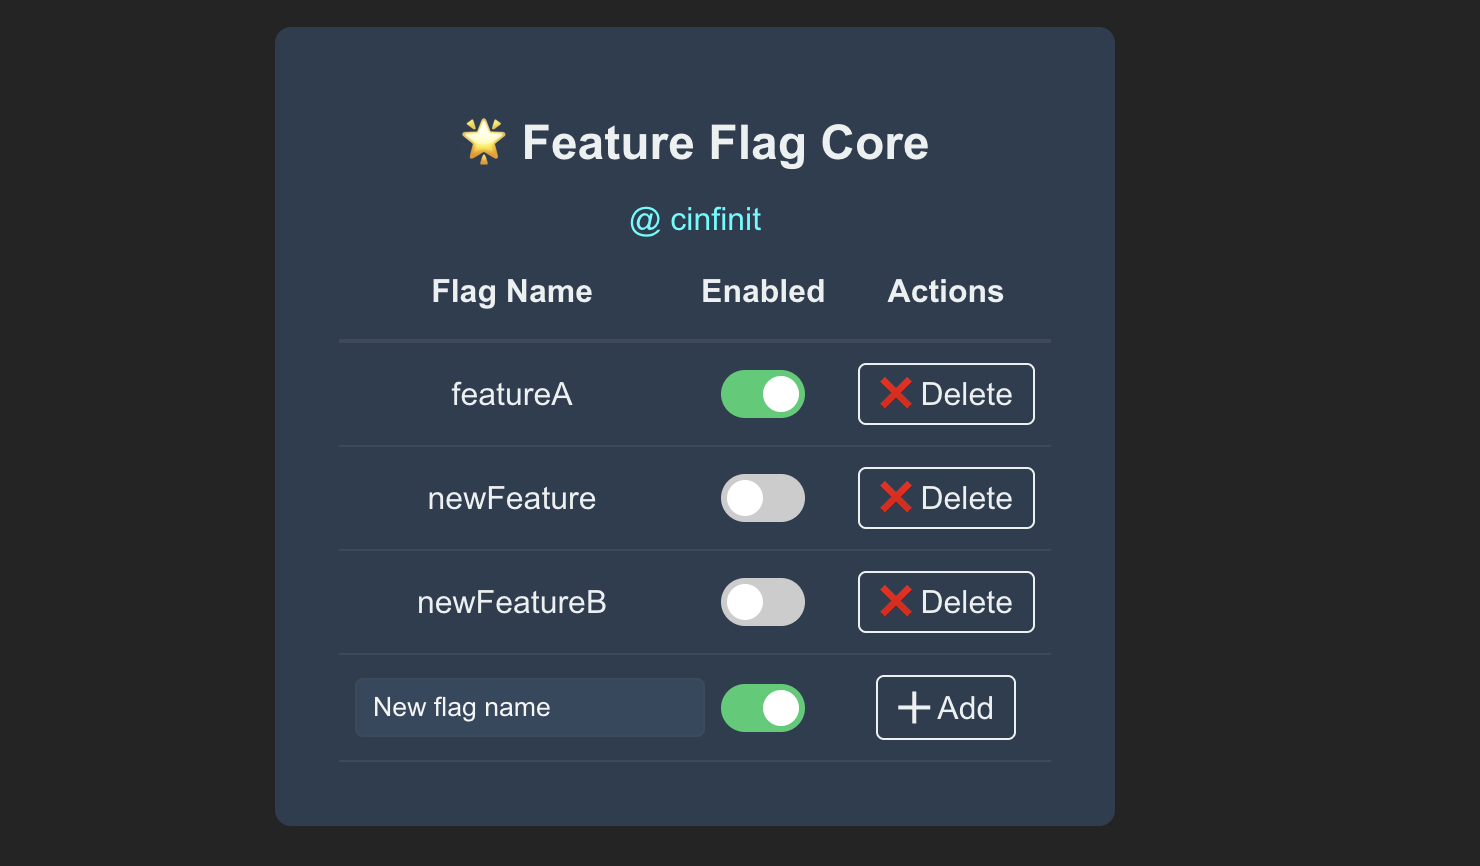 🌟 Feature Flag Core
@ cinfinit
Flag Name Enabled Actions
featureA ❌ Delete
newFeature ❌ Delete
newFeatureB ❌ Delete
New flag name ➕ Add